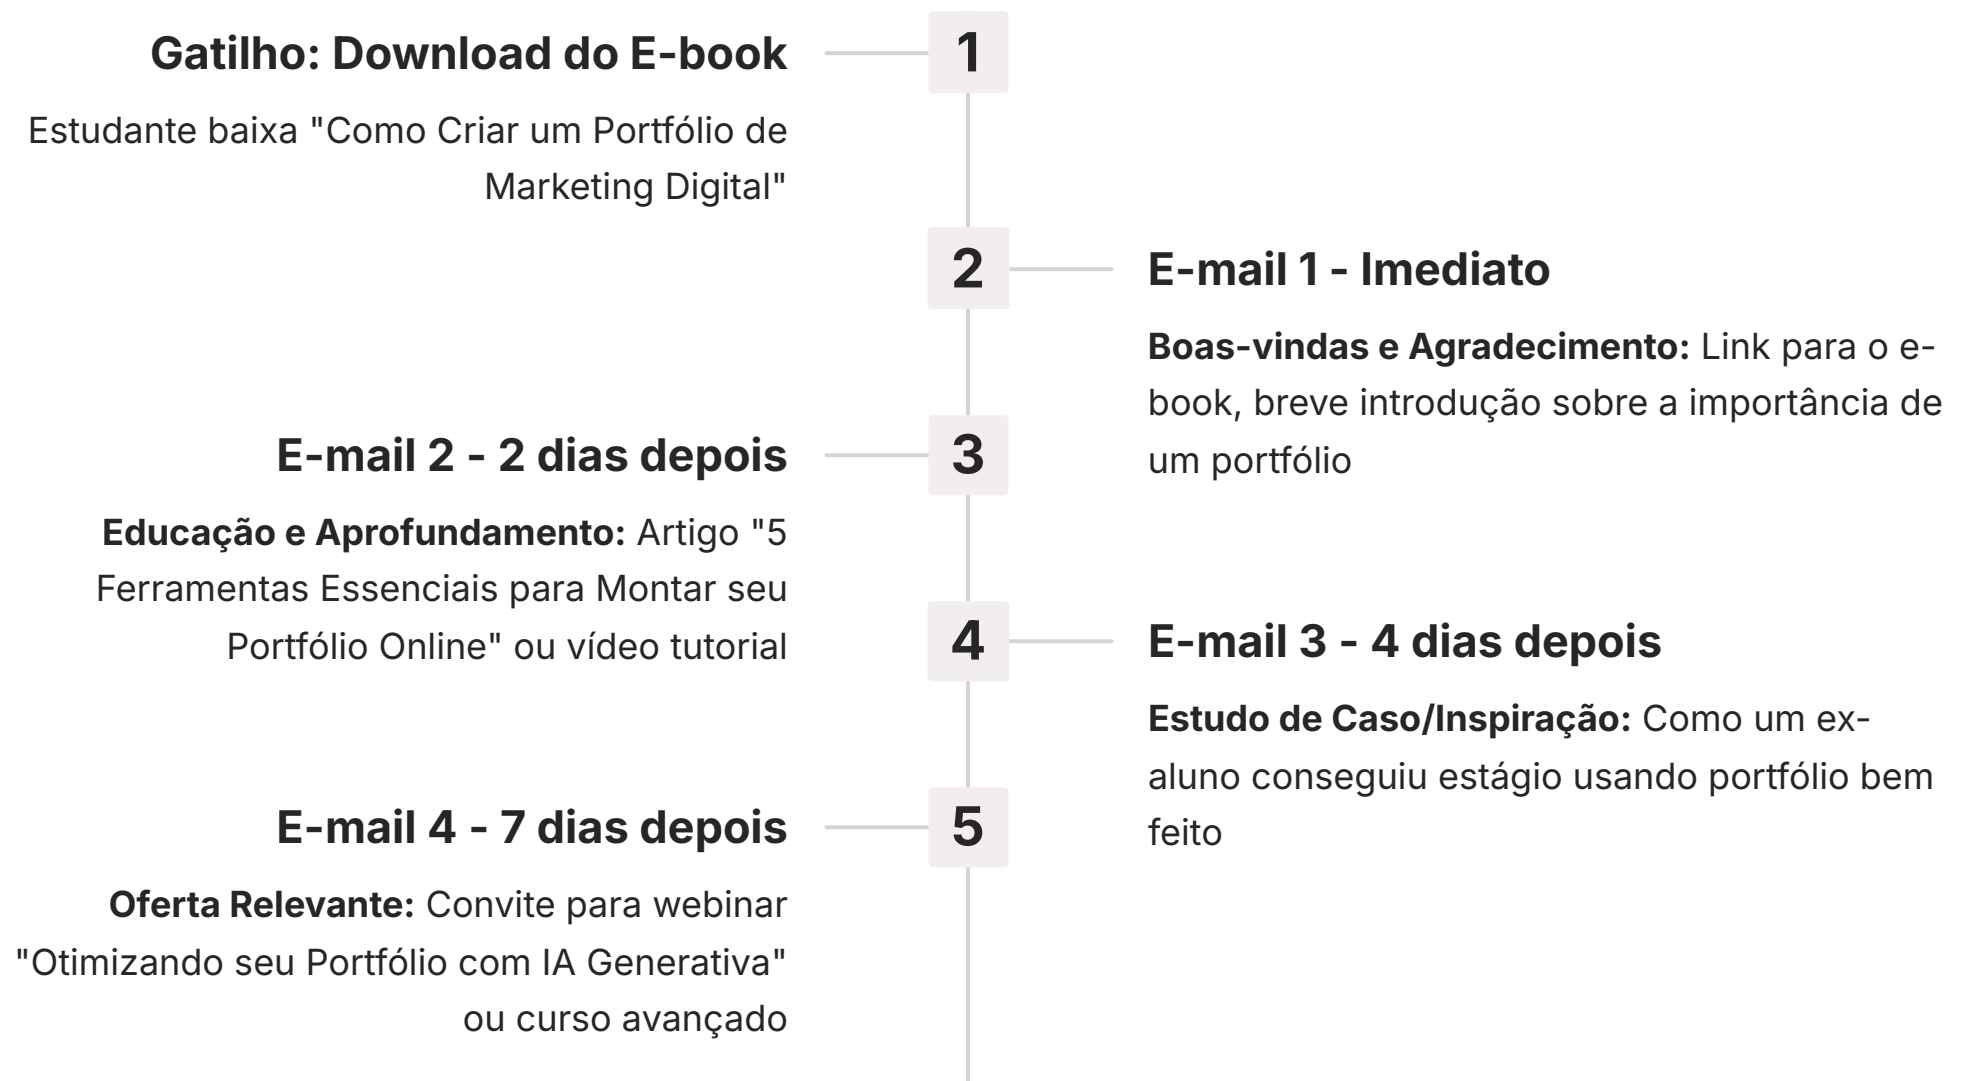 Gatilho: Download do E-book
1
Estudante baixa "Como Criar um Portfólio de
Marketing Digital"
2
E-mail 1 - Imediato
Boas-vindas e Agradecimento: Link para o e-
book, breve introdução sobre a importância de
um portfólio
E-mail 2 - 2 dias depois
3
Educação e Aprofundamento: Artigo "5
Ferramentas Essenciais para Montar seu
Portfólio Online" ou vídeo tutorial
4
E-mail 3 - 4 dias depois
Estudo de Caso/Inspiração: Como um ex-
aluno conseguiu estágio usando portfólio bem
feito
E-mail 4 - 7 dias depois
5
Oferta Relevante: Convite para webinar
"Otimizando seu Portfólio com IA Generativa"
ou curso avançado